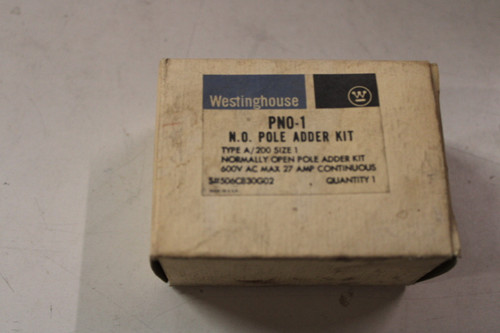 Westinghouse
W
PNO-1
N.O. POLE ADDER KIT
TYPE A/200 SIZE 1
NORMALLY OPEN POLE ADDER KIT
600V AC MAX 27 AMP CONTINUOUS
S#506C830G02 QUANTITY 1